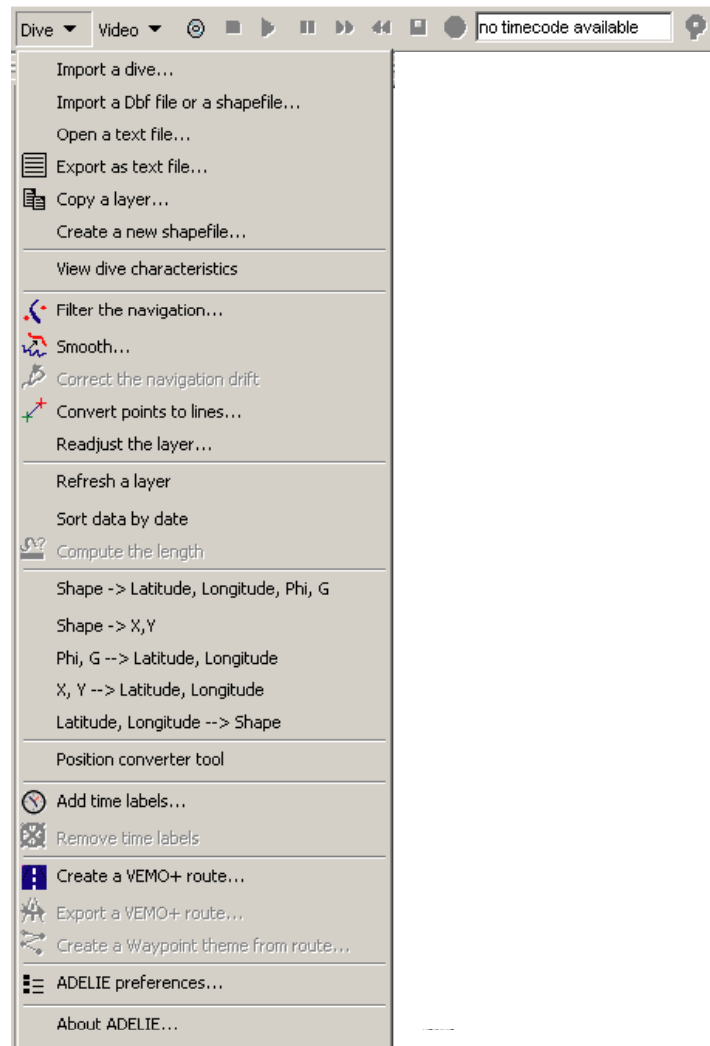 Dive Video no timecode available
Import a dive...
Import a Dbf file or a shapefile...
Open a text file...
Export as text file...
Copy a layer...
Create a new shapefile...
View dive characteristics
Filter the navigation...
Smooth...
Correct the navigation drift
Convert points to lines...
Readjust the layer...
Refresh a layer
Sort data by date
Compute the length
Shape -> Latitude, Longitude, Phi, G
Shape -> X,Y
Phi, G --> Latitude, Longitude
X, Y --> Latitude, Longitude
Latitude, Longitude --> Shape
Position converter tool
Add time labels...
Remove time labels
Create a VEMO+ route...
Export a VEMO+ route...
Create a Waypoint theme from route...
ADELIE preferences...
About ADELIE...